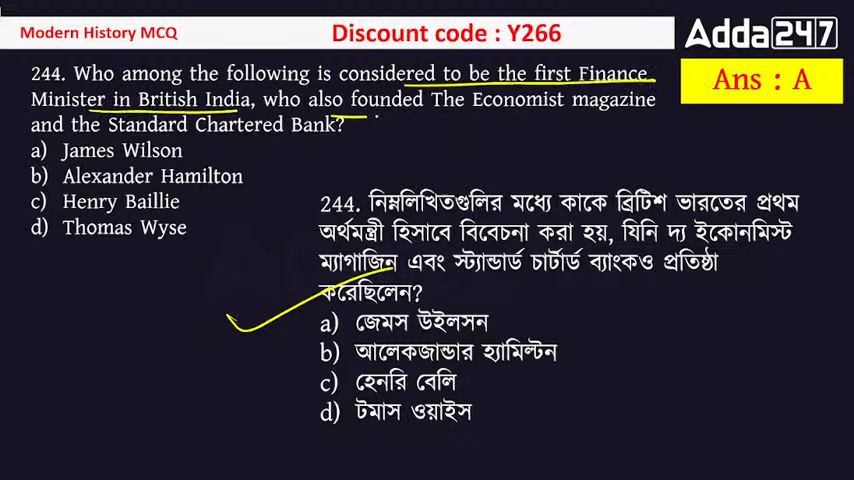 Modern History MCQ
Discount code : Y266
Adda247
Ans : A
244. Who among the following is considered to be the first Finance
Minister in British India, who also founded The Economist magazine
and the Standard Chartered Bank?
a) James Wilson
b) Alexander Hamilton
c) Henry Baillie
d) Thomas Wyse
244. নিম্নলিখিতগুলির মধ্যে কাকে ব্রিটিশ ভারতের প্রথম
অর্থমন্ত্রী হিসাবে বিবেচনা করা হয়, যিনি দ্য ইকোনমিস্ট
ম্যাগাজিন এবং স্ট্যান্ডার্ড চার্টার্ড ব্যাংকও প্রতিষ্ঠা
করেছিলেন?
a) জেমস উইলসন
b) আলেকজান্ডার হ্যামিল্টন
c) হেনরি বেলি
d) টমাস ওয়াইস